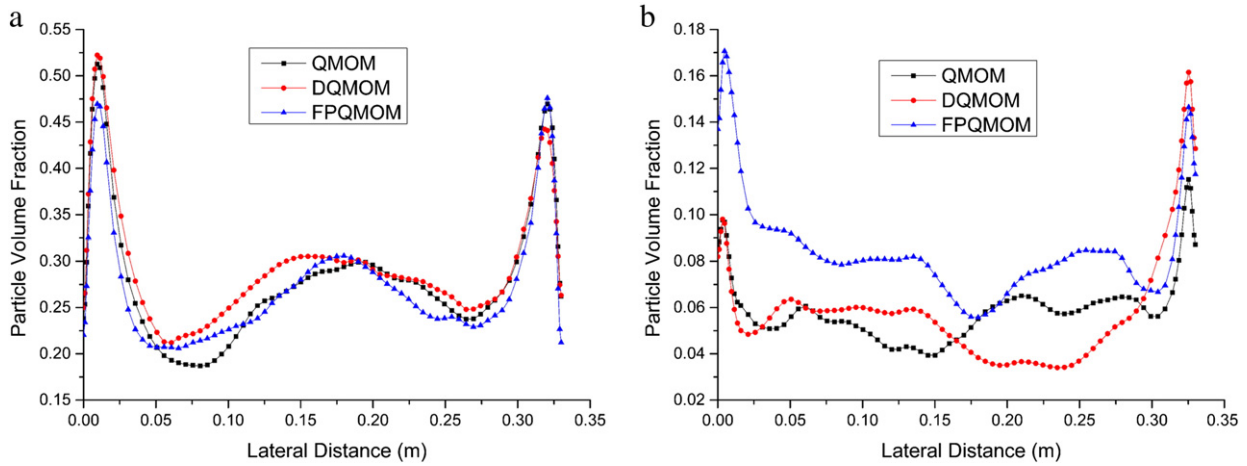 a
Particle Volume Fraction
0.55
0.50
0.45
0.40
0.35
0.30
0.25
0.20
0.15
QMOM
DQMOM
FPQMOM
0.00 0.05 0.10 0.15 0.20 0.25 0.30 0.35
Lateral Distance (m)
b
Particle Volume Fraction
0.18
0.16
0.14
0.12
0.10
0.08
0.06
0.04
0.02
QMOM
DQMOM
FPQMOM
0.00 0.05 0.10 0.15 0.20 0.25 0.30 0.35
Lateral Distance (m)